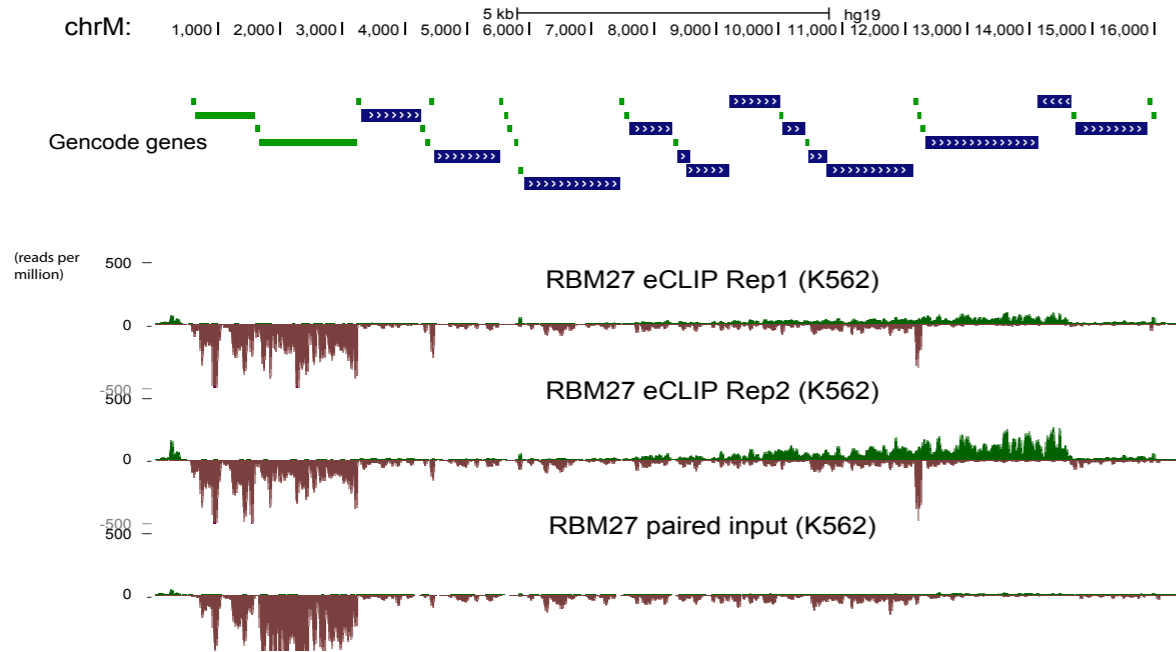 5 kb hg19
chrM: 1,000 2,000 3,000 4,000 5,000 6,000 7,000 8,000 9,000 10,000 11,000 12,000 13,000 14,000 15,000 16,000
Gencode genes
(reads per
million)
500
RBM27 eCLIP Rep1 (K562)
0
-500
500
RBM27 eCLIP Rep2 (K562)
0
-500
500
RBM27 paired input (K562)
0